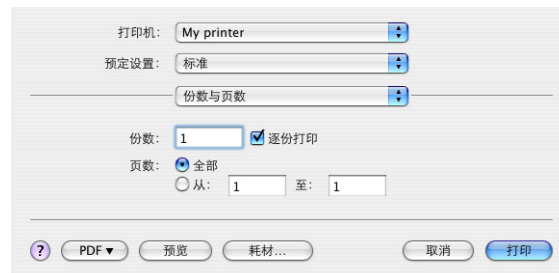 打印机: My printer
预定设置: 标准
份数与页数
份数: 1 逐份打印
页数: 全部
从: 1 至: 1
? PDF▼ 预览 耗材... 取消 打印